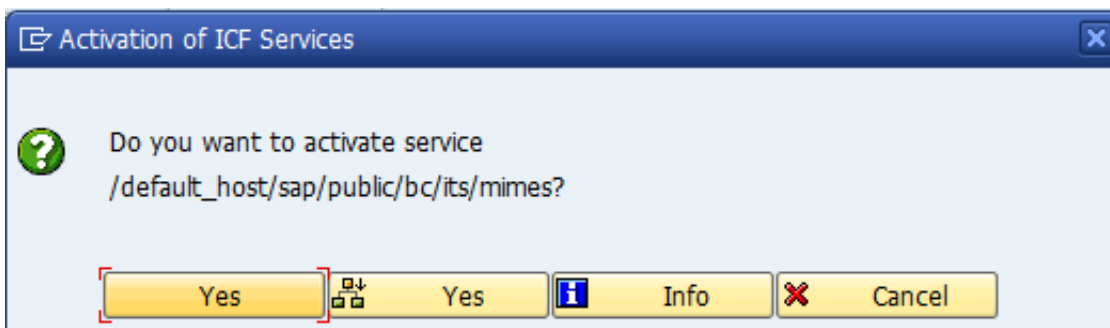 Activation of ICF Services
Do you want to activate service
/default_host/sap/public/bc/its/mimes?
Yes Yes Info Cancel